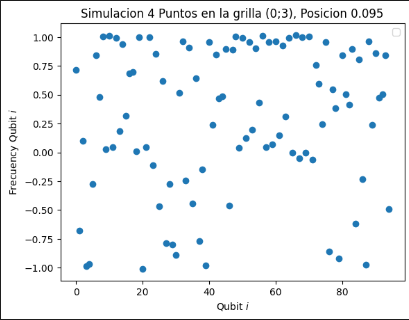 Simulacion 4 Puntos en la grilla (0;3), Posicion 0.095
1.00
0.75
0.50
0.25
0.00
−0.25
−0.50
−0.75
−1.00
Frecuency Qubit i
0 20 40 60 80
Qubit i